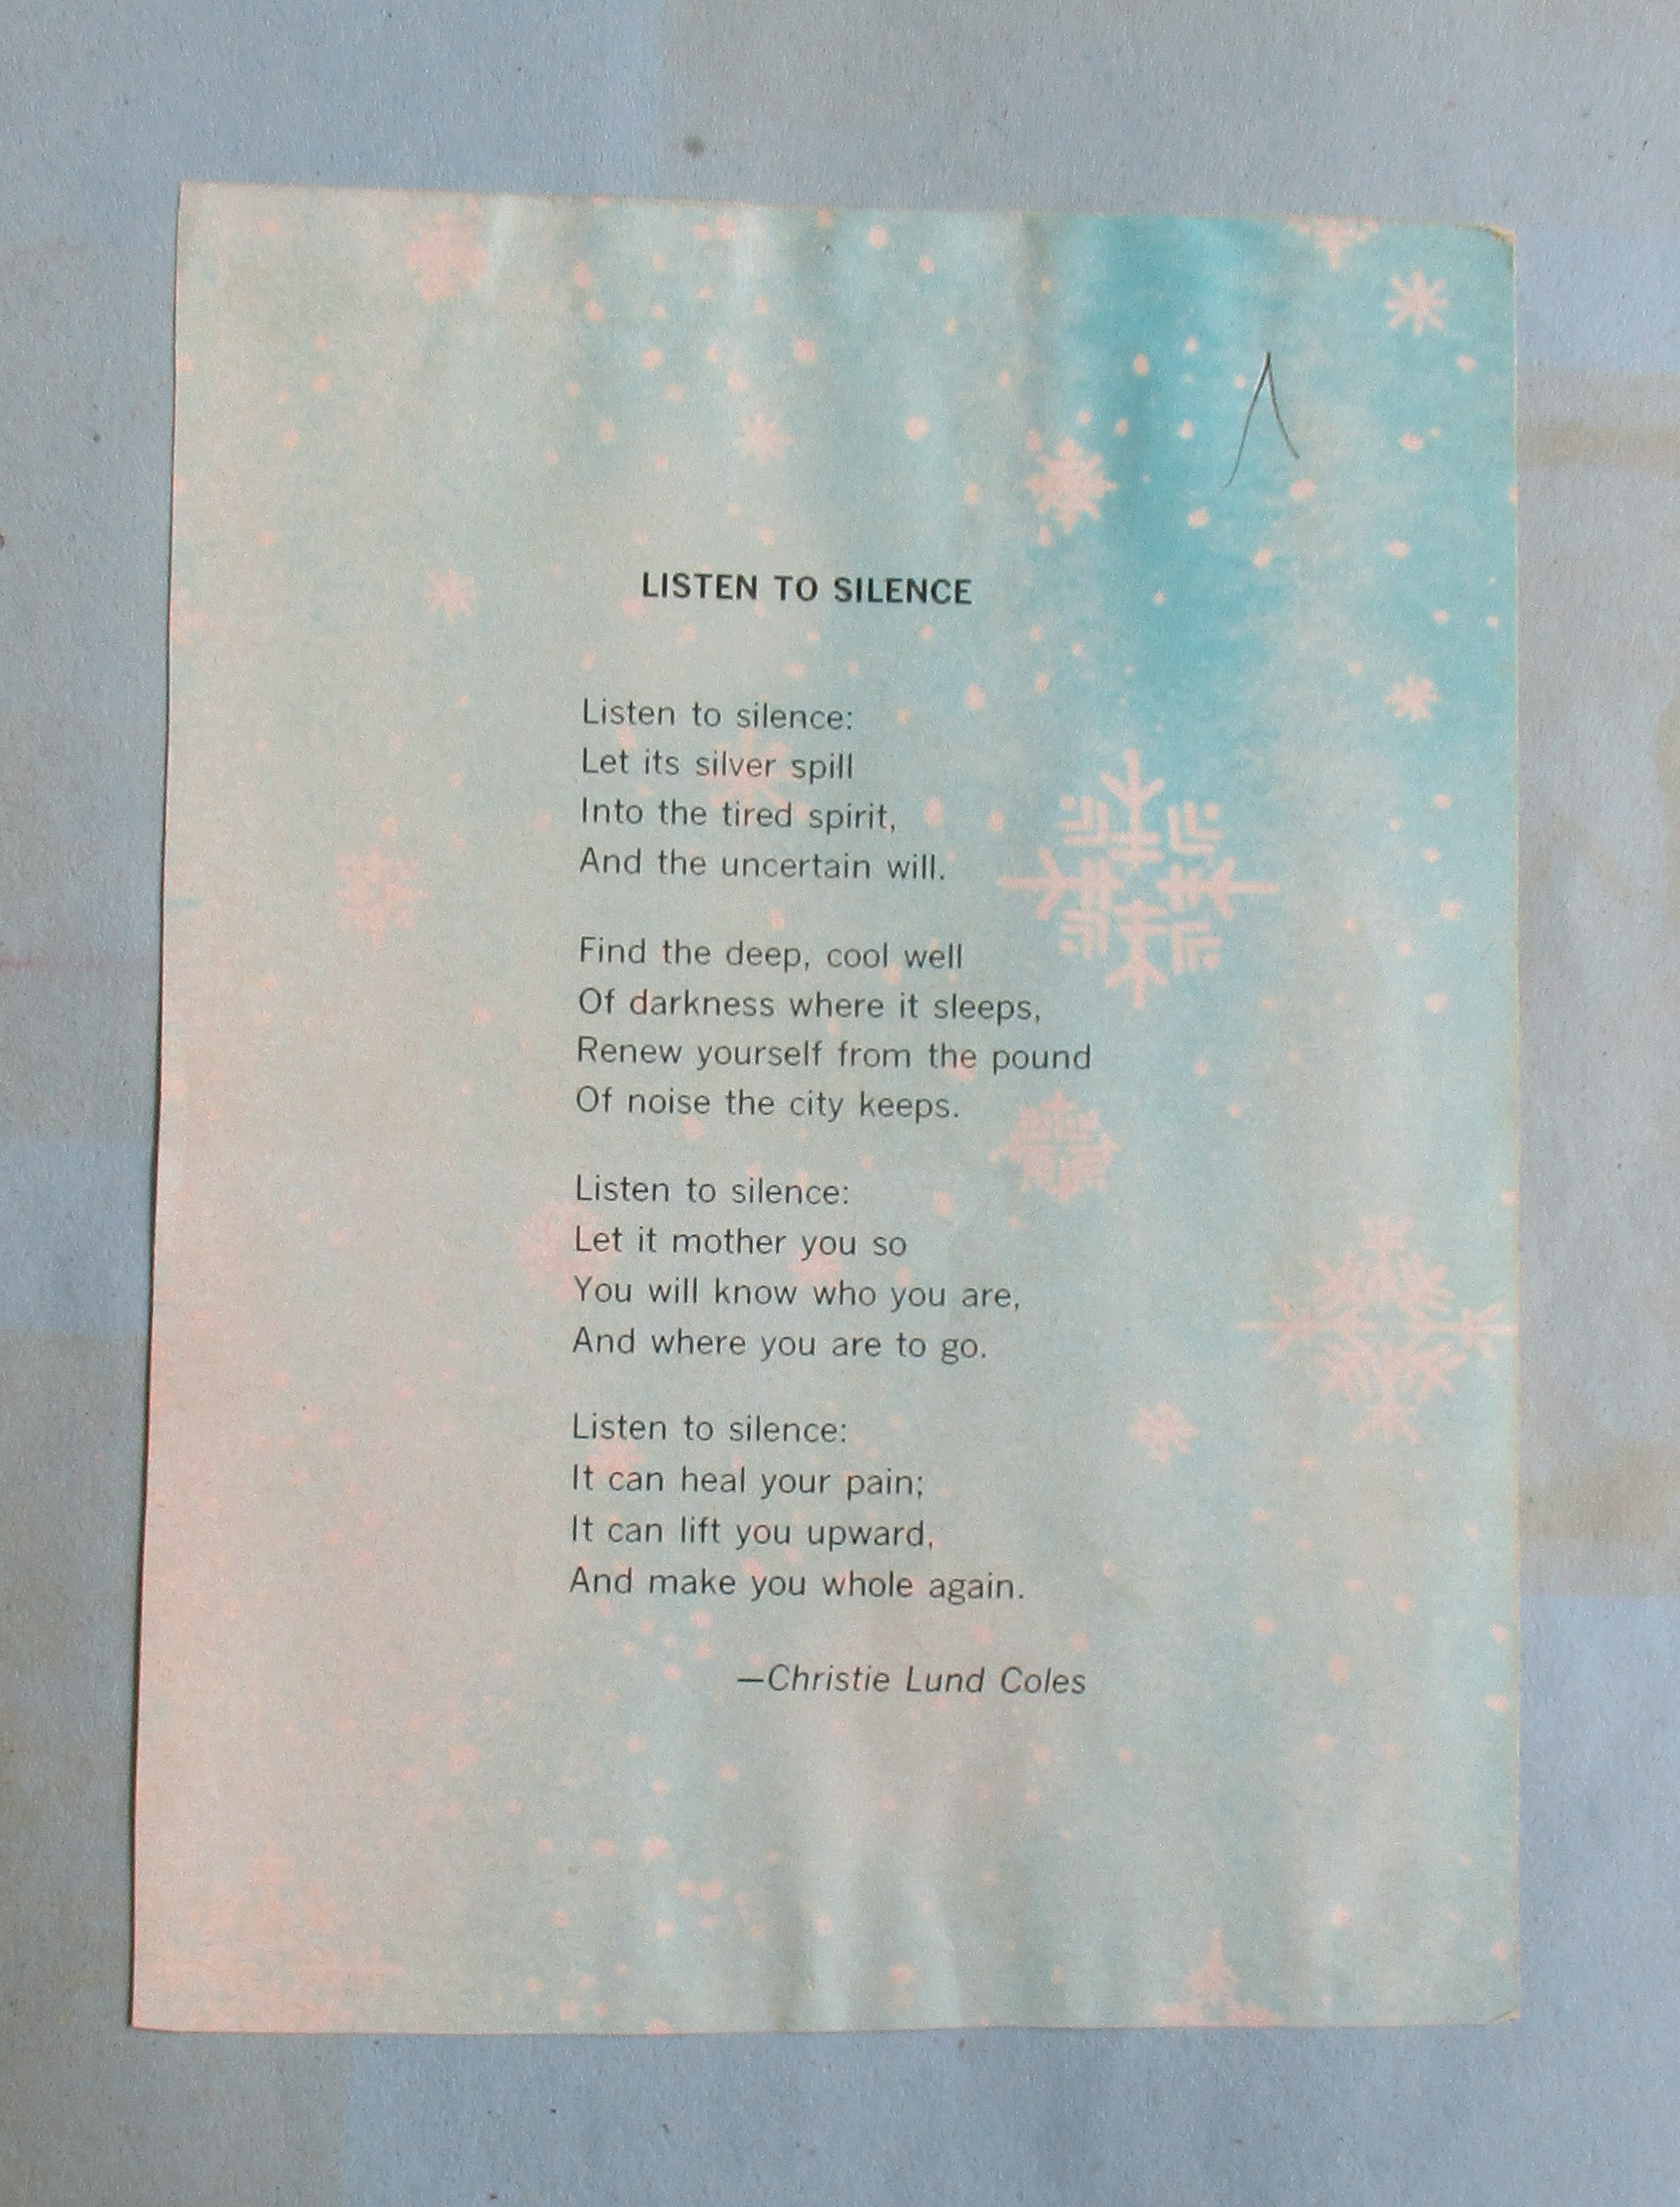 LISTEN TO SILENCE
Listen to silence:
Let its silver spill
Into the tired spirit,
And the uncertain will.
Find the deep, cool well
Of darkness where it sleeps,
Renew yourself from the pound
Of noise the city keeps.
Listen to silence:
Let it mother you so
You will know who you are,
And where you are to go.
Listen to silence:
It can heal your pain;
It can lift you upward,
And make you whole again.
—Christie Lund Coles